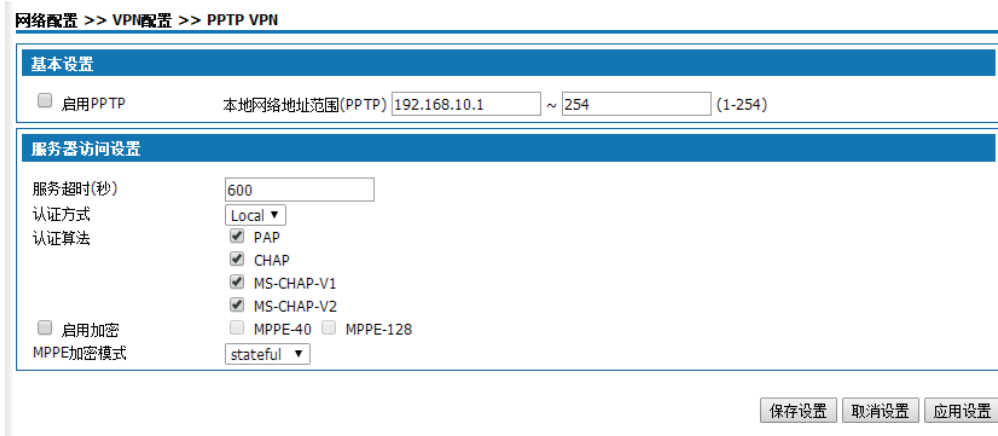 网络配置 >> VPN配置 >> PPTP VPN
基本设置
启用PPTP 本地网络地址范围(PPTP) 192.168.10.1 ~ 254 (1-254)
服务器访问设置
服务超时(秒) 600
认证方式 Local
认证算法 PAP
CHAP
MS-CHAP-V1
MS-CHAP-V2
启用加密 MPPE-40 MPPE-128
MPPE加密模式 stateful
保存设置 取消设置 应用设置